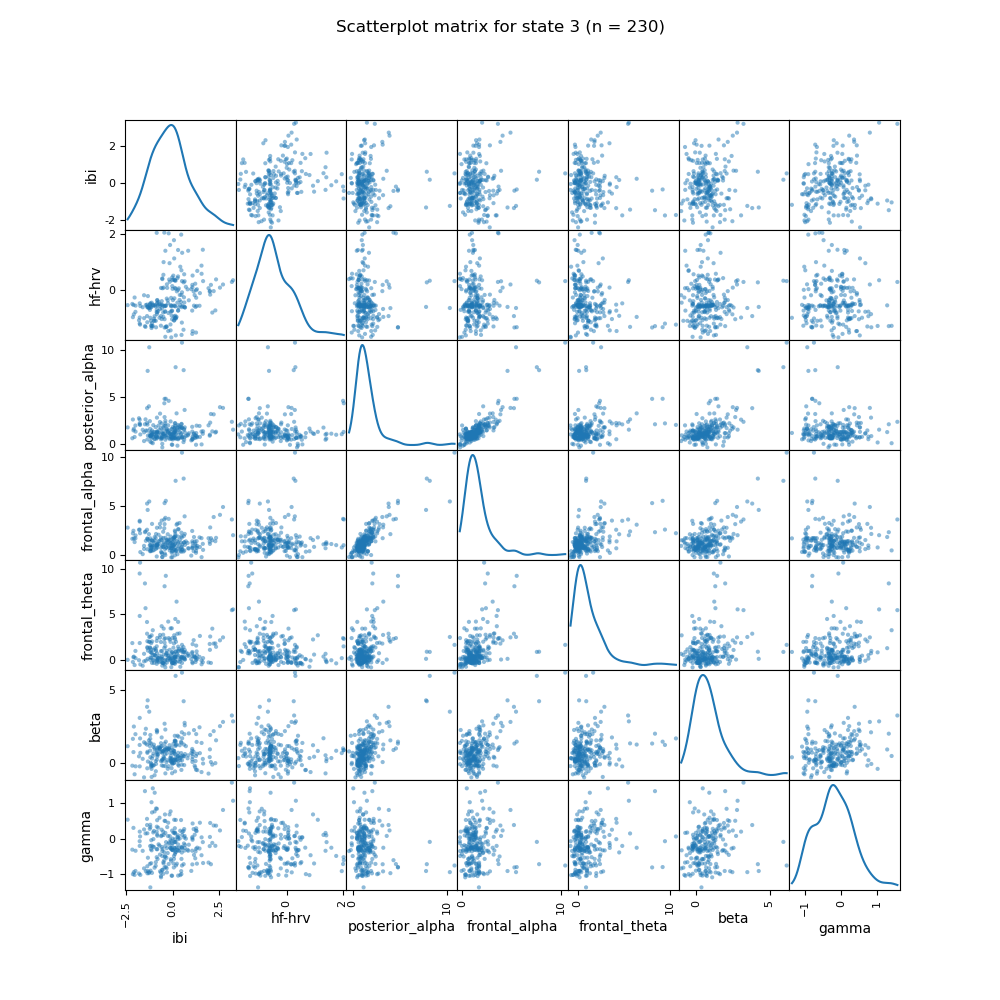 Scatterplot matrix for state 3 (n = 230)
ibi
2
0
-2
hf-hrv
2
0
posterior_alpha
10
5
0
frontal_alpha
10
5
0
frontal_theta
10
5
0
beta
5
0
gamma
1
0
−1
−2.5 0.0 2.5 0 2 0 10 0 10 0 10 0 5 −1 0 1
ibi hf-hrv posterior_alpha frontal_alpha frontal_theta beta gamma